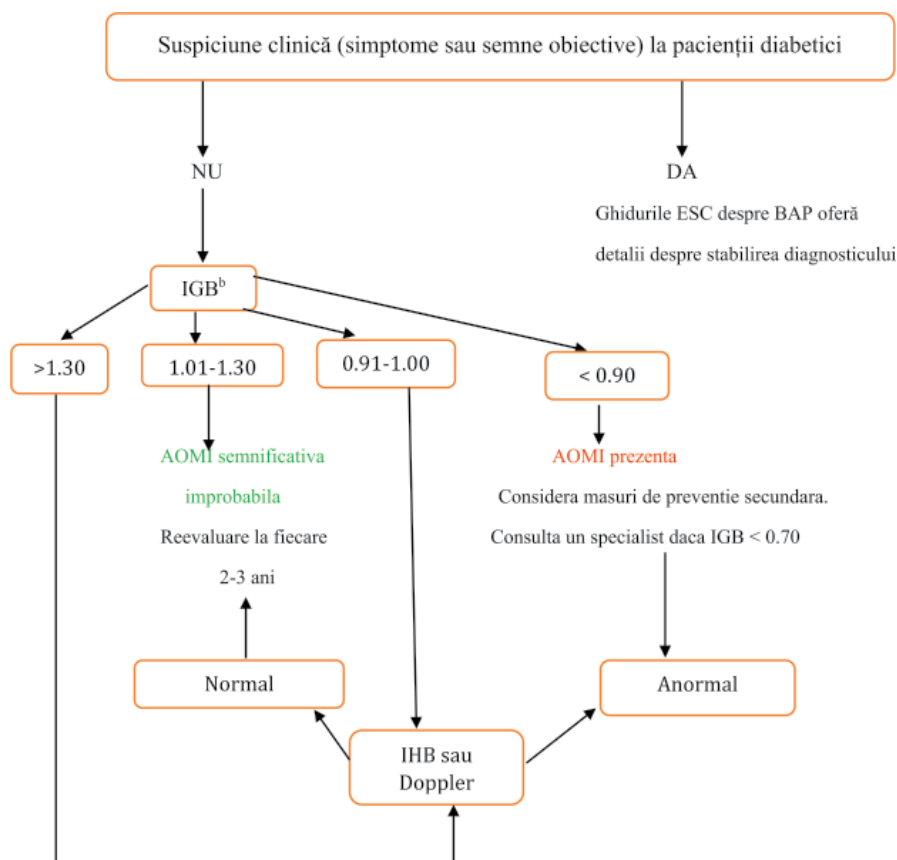 Suspiciune clinică (simptome sau semne obiective) la pacienții diabetici
NU
DA
Ghidurile ESC despre BAP oferă
detalii despre stabilirea diagnosticului
IGBᵇ
>1.30
1.01-1.30
0.91-1.00
< 0.90
AOMI semnificativa
improbabila
Reevaluare la fiecare
2-3 ani
AOMI prezenta
Considera masuri de preventie secundara.
Consulta un specialist daca IGB < 0.70
Normal
Anormal
IHB sau
Doppler